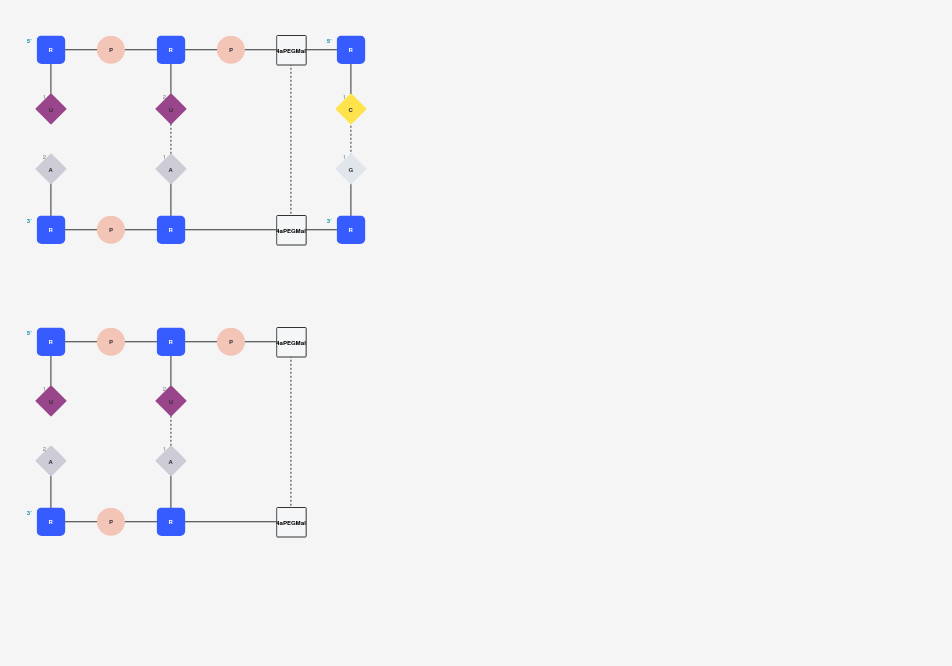 5' R P R P 4aPEGMal R
1 U 2 U 1 C
2 A 1 A 1 G
3' R P R 4aPEGMal 3' R
5' R P R P 4aPEGMal
1 U 2 U
2 A 1 A
3' R P R 4aPEGMal